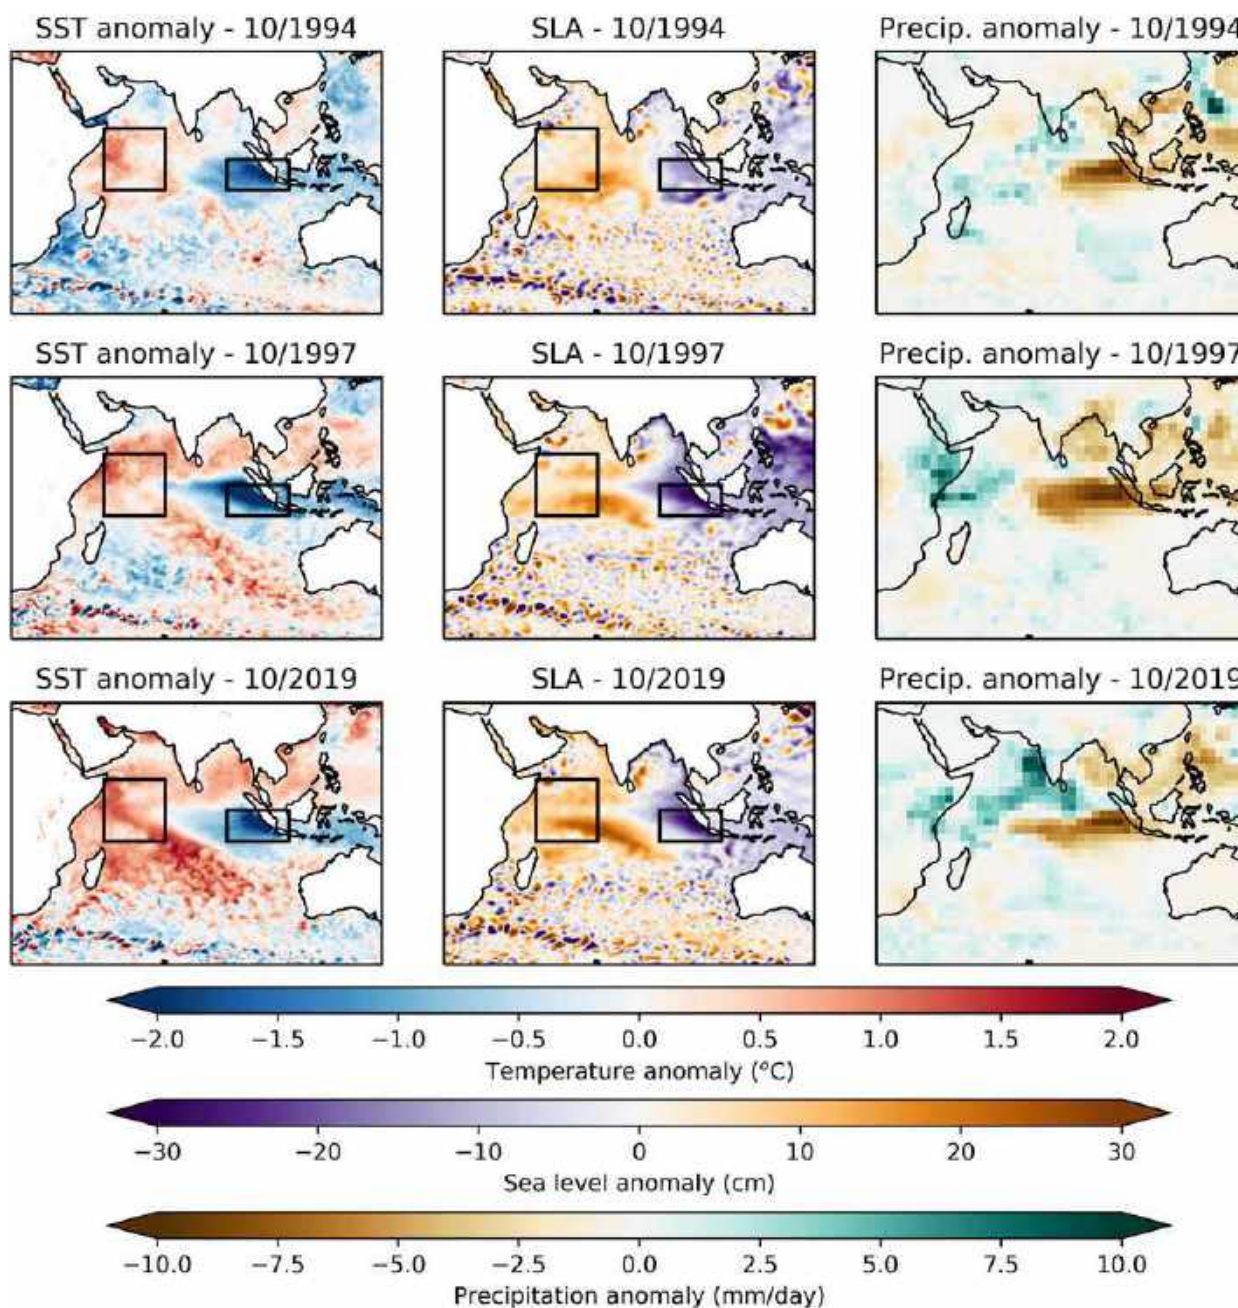 SST anomaly - 10/1994 SLA - 10/1994 Precip. anomaly - 10/1994
SST anomaly - 10/1997 SLA - 10/1997 Precip. anomaly - 10/1997
SST anomaly - 10/2019 SLA - 10/2019 Precip. anomaly - 10/2019
−2.0 −1.5 −1.0 −0.5 0.0 0.5 1.0 1.5 2.0
Temperature anomaly (°C)
−30 −20 −10 0 10 20 30
Sea level anomaly (cm)
−10.0 −7.5 −5.0 −2.5 0.0 2.5 5.0 7.5 10.0
Precipitation anomaly (mm/day)